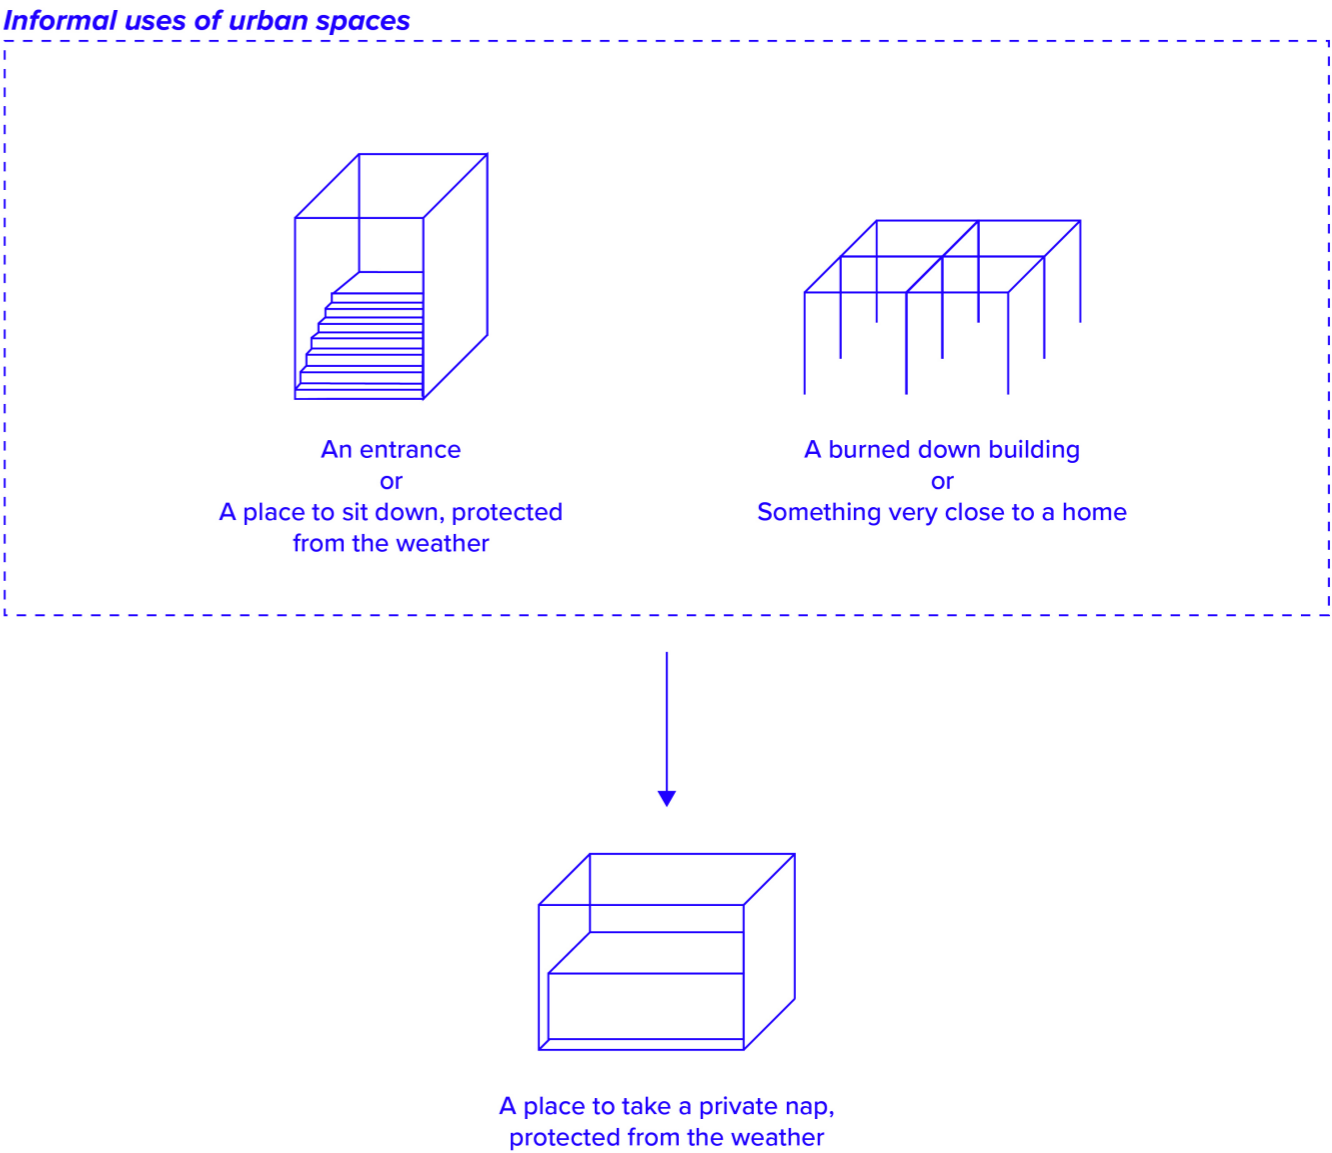 Informal uses of urban spaces
An entrance
or
A place to sit down, protected
from the weather
A burned down building
or
Something very close to a home
A place to take a private nap,
protected from the weather